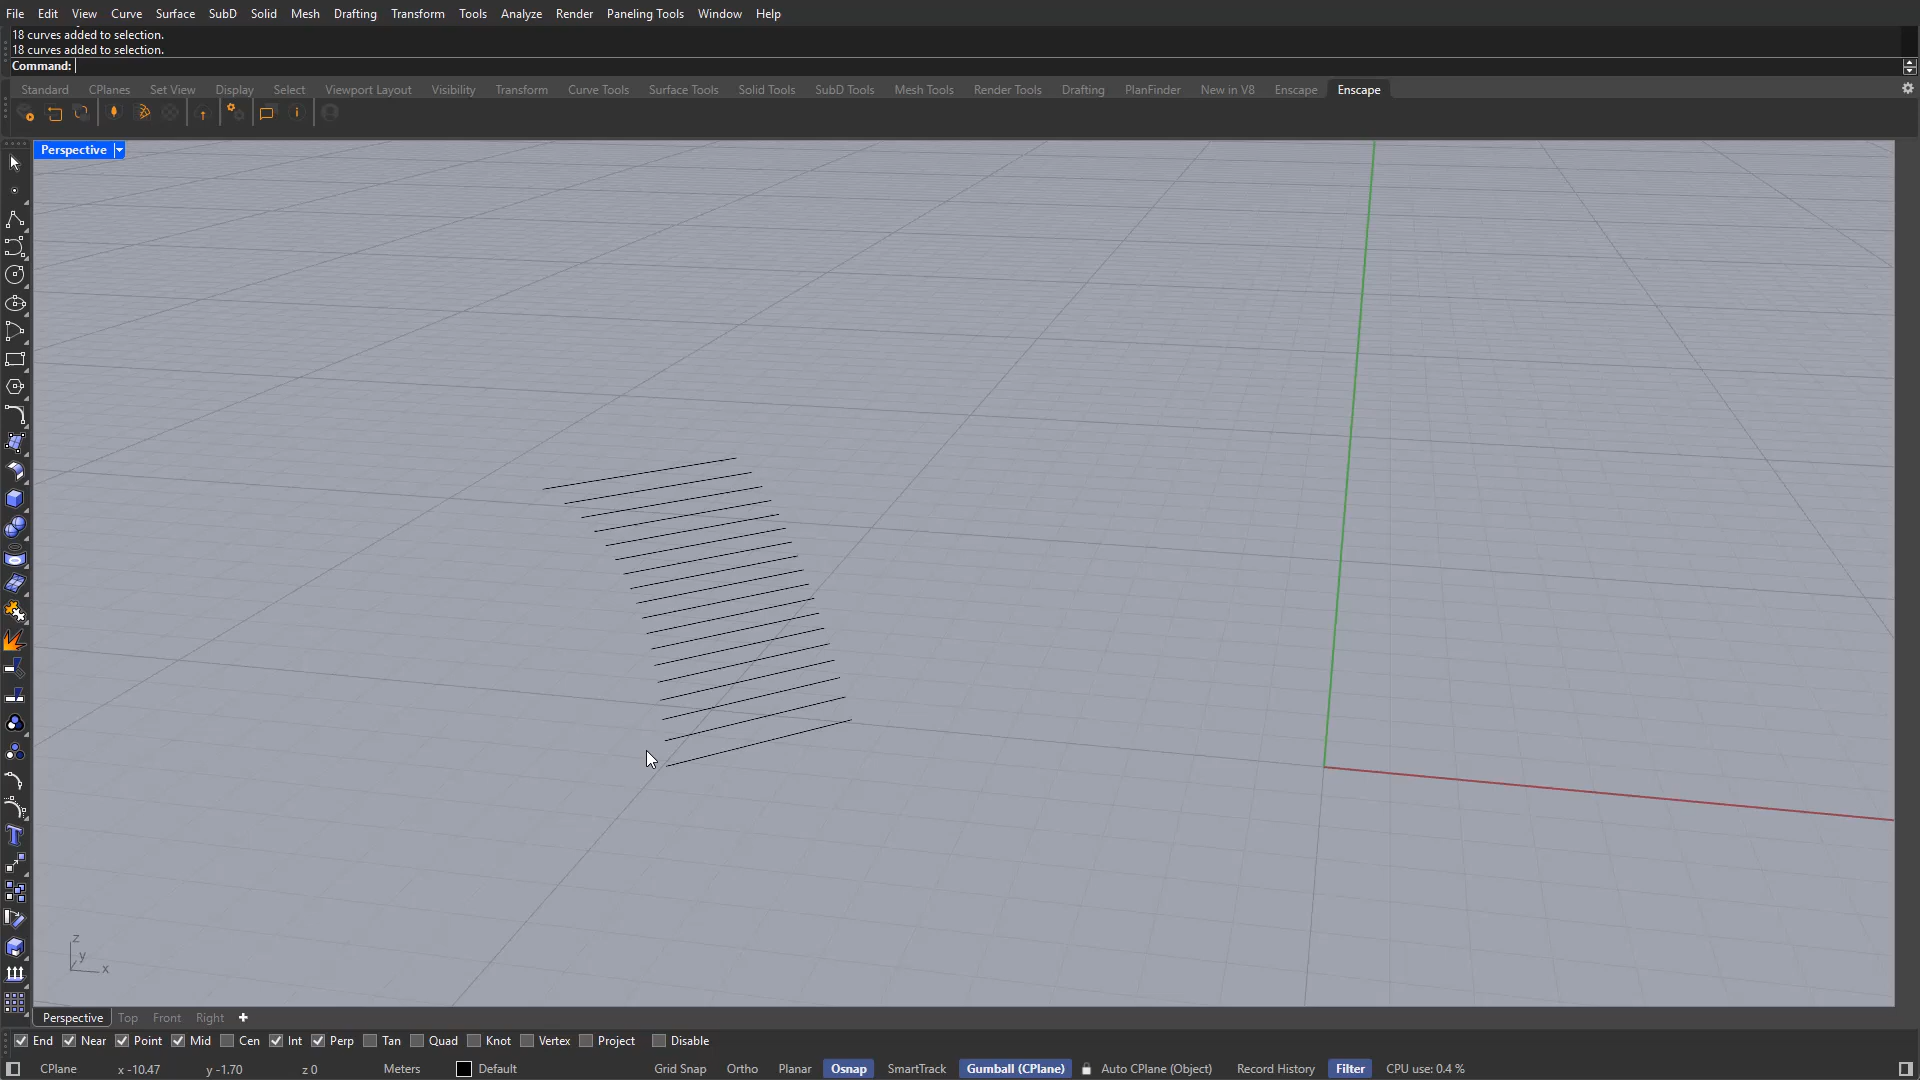 File Edit View Curve Surface SubD Solid Mesh Drafting Transform Tools Analyze Render Paneling Tools Window Help
18 curves added to selection.
18 curves added to selection.
Command:
Standard CPlanes Set View Display Select Viewport Layout Visibility Transform Curve Tools Surface Tools Solid Tools SubD Tools Mesh Tools Render Tools Drafting PlanFinder New in V8 Enscape Enscape
Perspective
z
y
x
Perspective Top Front Right
End Near Point Mid Cen Int Perp Tan Quad Knot Vertex Project Disable
CPlane x -10.47 y -1.70 z 0 Meters Default Grid Snap Ortho Planar Osnap SmartTrack Gumball (CPlane) Auto CPlane (Object) Record History Filter CPU use: 0.4 %